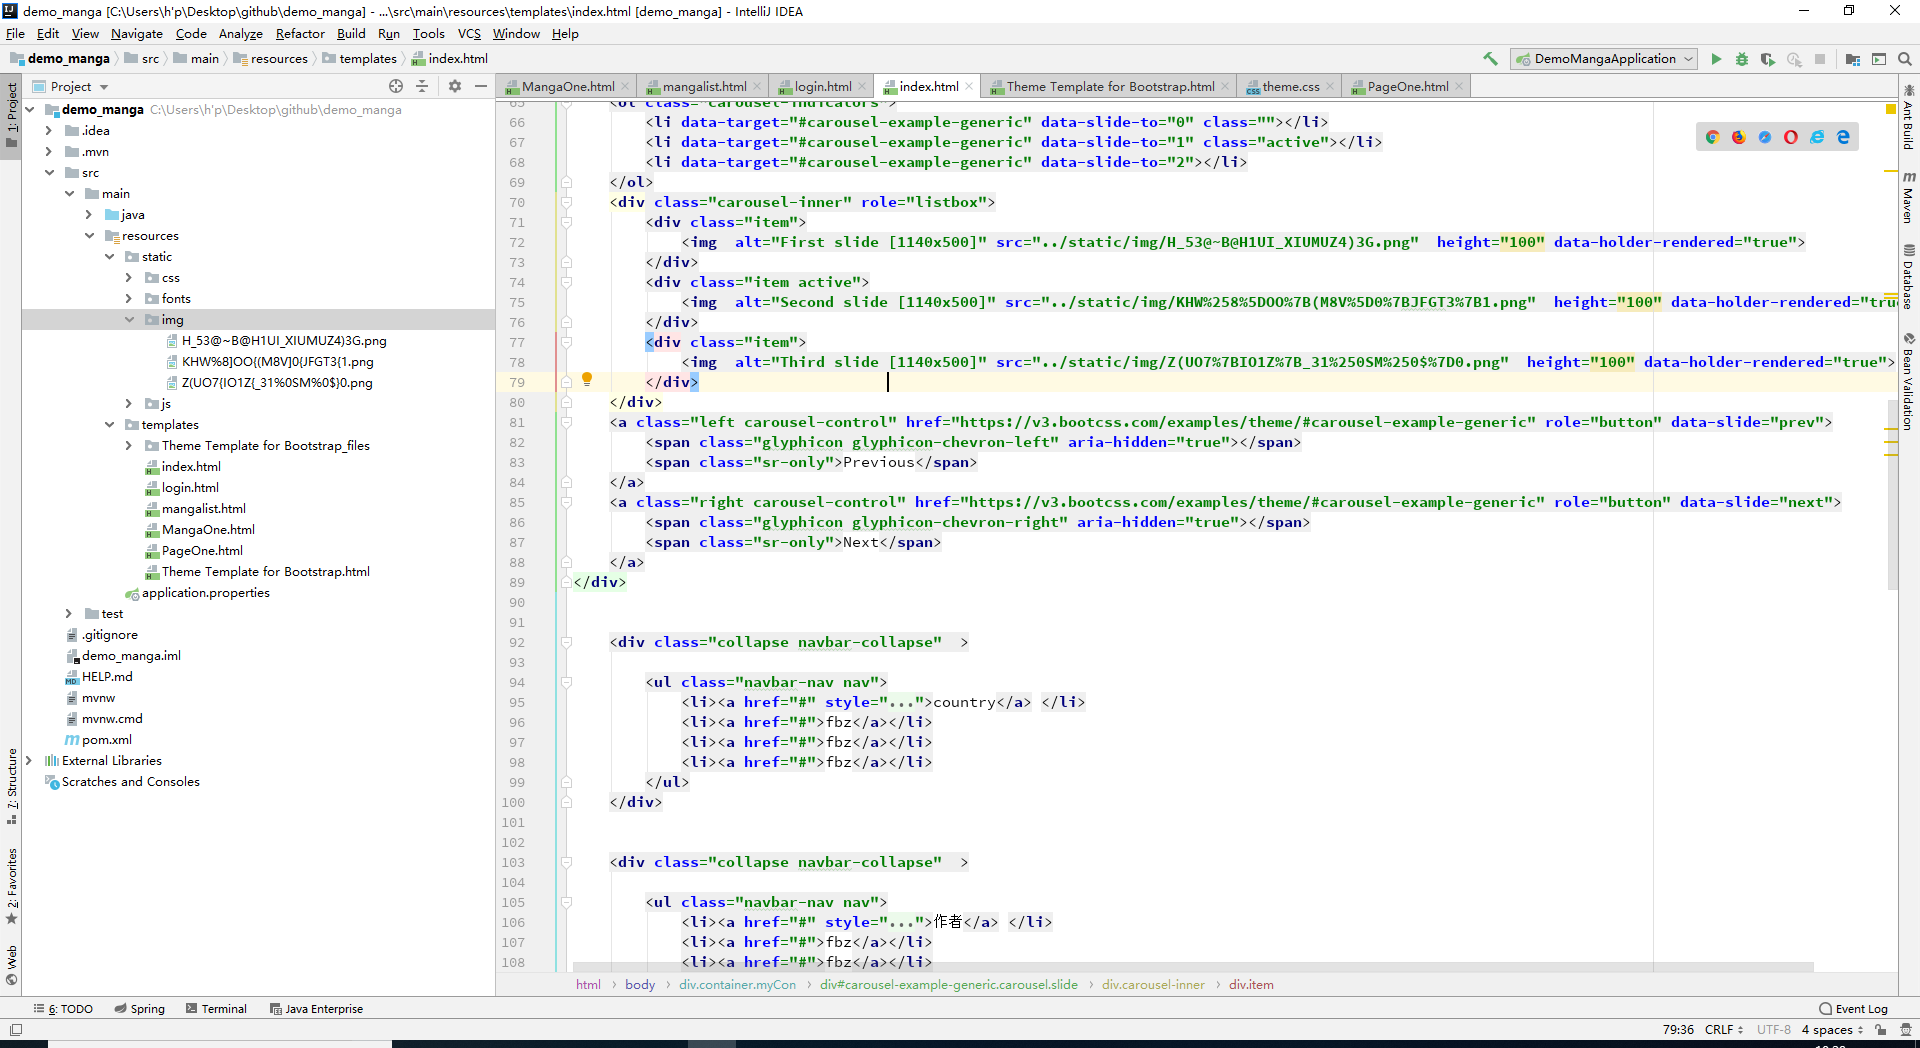 demo_manga [C:\Users\h'p\Desktop\github\demo_manga] - ...\src\main\resources\templates\index.html [demo_manga] - IntelliJ IDEA
File Edit View Navigate Code Analyze Refactor Build Run Tools VCS Window Help
demo_manga src main resources templates index.html DemoMangaApplication
Project
MangaOne.html mangalist.html login.html index.html Theme Template for Bootstrap.html theme.css PageOne.html
1: Project
7: Structure
2: Favorites
Web
demo_manga C:\Users\h'p\Desktop\github\demo_manga
.idea
.mvn
src
main
java
resources
static
css
fonts
img
H_53@~B@H1UI_XIUMUZ4)3G.png
KHW%8]OO{(M8V]0{JFGT3{1.png
Z(UO7{IO1Z{_31%0SM%0$}0.png
js
templates
Theme Template for Bootstrap_files
index.html
login.html
mangalist.html
MangaOne.html
PageOne.html
Theme Template for Bootstrap.html
application.properties
test
.gitignore
demo_manga.iml
HELP.md
mvnw
mvnw.cmd
pom.xml
External Libraries
Scratches and Consoles
65 <ol class="carousel-indicators">
66 <li data-target="#carousel-example-generic" data-slide-to="0" class=""></li>
67 <li data-target="#carousel-example-generic" data-slide-to="1" class="active"></li>
68 <li data-target="#carousel-example-generic" data-slide-to="2"></li>
69 </ol>
70 <div class="carousel-inner" role="listbox">
71 <div class="item">
72 <img  alt="First slide [1140x500]" src="../static/img/H_53@~B@H1UI_XIUMUZ4)3G.png"  height="100" data-holder-rendered="true">
73 </div>
74 <div class="item active">
75 <img  alt="Second slide [1140x500]" src="../static/img/KHW%258%5DOO%7B(M8V%5D0%7BJFGT3%7B1.png"  height="100" data-holder-rendered="tru
76 </div>
77 <div class="item">
78 <img  alt="Third slide [1140x500]" src="../static/img/Z(UO7%7BIO1Z%7B_31%250SM%250$%7D0.png"  height="100" data-holder-rendered="true">
79 </div>
80 </div>
81 <a class="left carousel-control" href="https://v3.bootcss.com/examples/theme/#carousel-example-generic" role="button" data-slide="prev">
82 <span class="glyphicon glyphicon-chevron-left" aria-hidden="true"></span>
83 <span class="sr-only">Previous</span>
84 </a>
85 <a class="right carousel-control" href="https://v3.bootcss.com/examples/theme/#carousel-example-generic" role="button" data-slide="next">
86 <span class="glyphicon glyphicon-chevron-right" aria-hidden="true"></span>
87 <span class="sr-only">Next</span>
88 </a>
89 </div>
90
91
92 <div class="collapse navbar-collapse"  >
93
94 <ul class="navbar-nav nav">
95 <li><a href="#" style="...">country</a> </li>
96 <li><a href="#">fbz</a></li>
97 <li><a href="#">fbz</a></li>
98 <li><a href="#">fbz</a></li>
99 </ul>
100 </div>
101
102
103 <div class="collapse navbar-collapse"  >
104
105 <ul class="navbar-nav nav">
106 <li><a href="#" style="...">作者</a> </li>
107 <li><a href="#">fbz</a></li>
108 <li><a href="#">fbz</a></li>
html body div.container.myCon div#carousel-example-generic.carousel.slide div.carousel-inner div.item
Ant Build
Maven
Database
Bean Validation
6: TODO Spring Terminal Java Enterprise Event Log
79:36 CRLF UTF-8 4 spaces